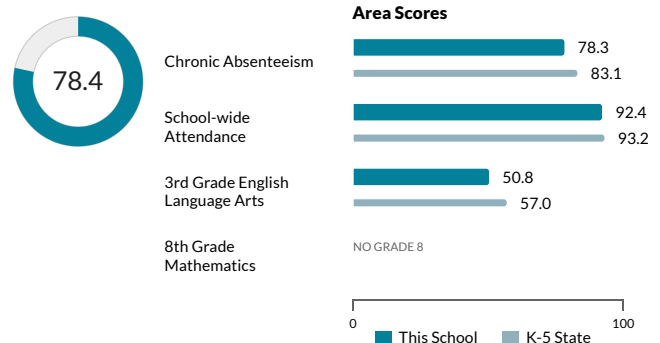 Area Scores
78.4
Chronic Absenteeism
78.3
83.1
School-wide
Attendance
92.4
93.2
3rd Grade English
Language Arts
50.8
57.0
8th Grade
Mathematics
NO GRADE 8
0
100
This School
K-5 State